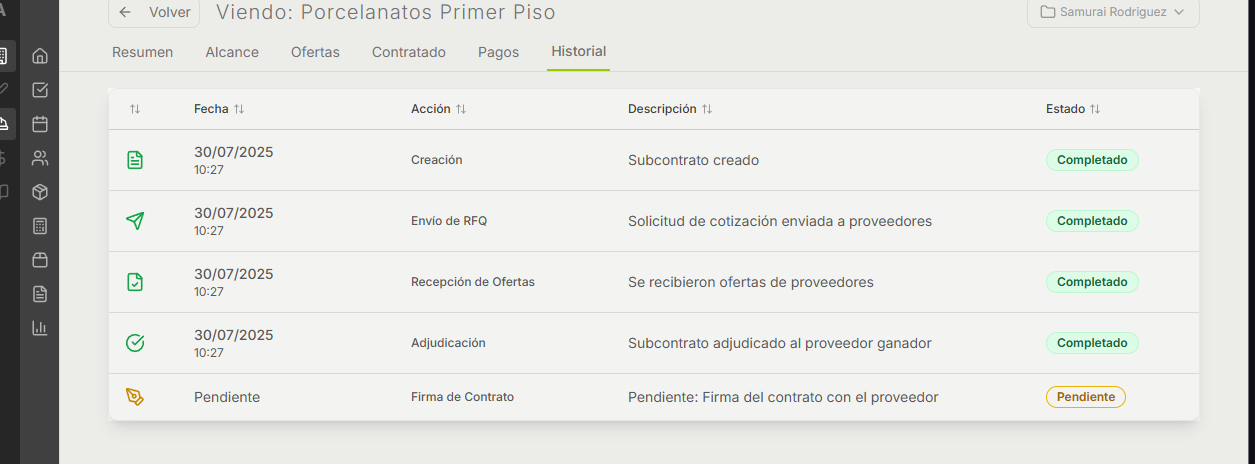 Volver
Viendo: Porcelanatos Primer Piso
Samurai Rodriguez
Resumen Alcance Ofertas Contratado Pagos Historial
Fecha Acción Descripción Estado
30/07/2025
10:27
Creación
Subcontrato creado
Completado
30/07/2025
10:27
Envío de RFQ
Solicitud de cotización enviada a proveedores
Completado
30/07/2025
10:27
Recepción de Ofertas
Se recibieron ofertas de proveedores
Completado
30/07/2025
10:27
Adjudicación
Subcontrato adjudicado al proveedor ganador
Completado
Pendiente
Firma de Contrato
Pendiente: Firma del contrato con el proveedor
Pendiente